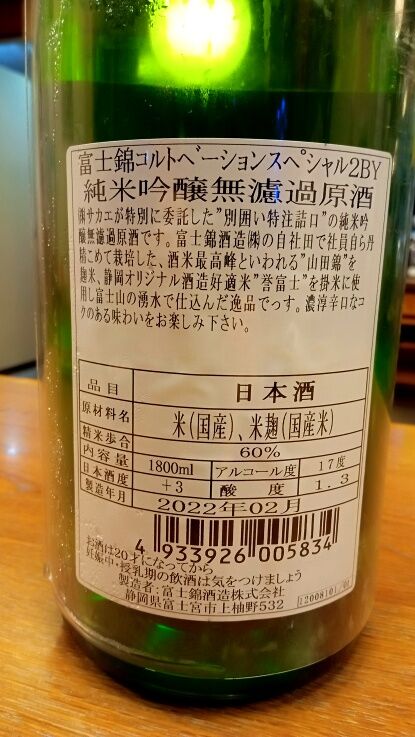 富士錦コルトベーションスペシャル2BY
純米吟醸無濾過原酒
㈱サカエが特別に委託した"別囲い特注詰口"の純米吟
醸無濾過原酒です。富士錦酒造㈱の自社田で社員自ら丹
精こめて栽培した、酒米最高峰といわれる"山田錦"を
麹米、静岡オリジナル酒造好適米"誉富士"を掛米に使
用し富士山の湧水で仕込んだ逸品でっす。濃淳辛口なコ
クのある味わいをお楽しみ下さい。
品目 日本酒
原材料名 米(国産)、米麹(国産米)
精米歩合 60%
内容量 1800ml アルコール度 17度
日本酒度 +3 酸度 1.3
製造年月 2022年02月
4 933926 005834
お酒は20才になってから
妊娠中・授乳期の飲酒は気をつけましょう
製造者:富士錦酒造株式会社
静岡県富士宮市上柚野532